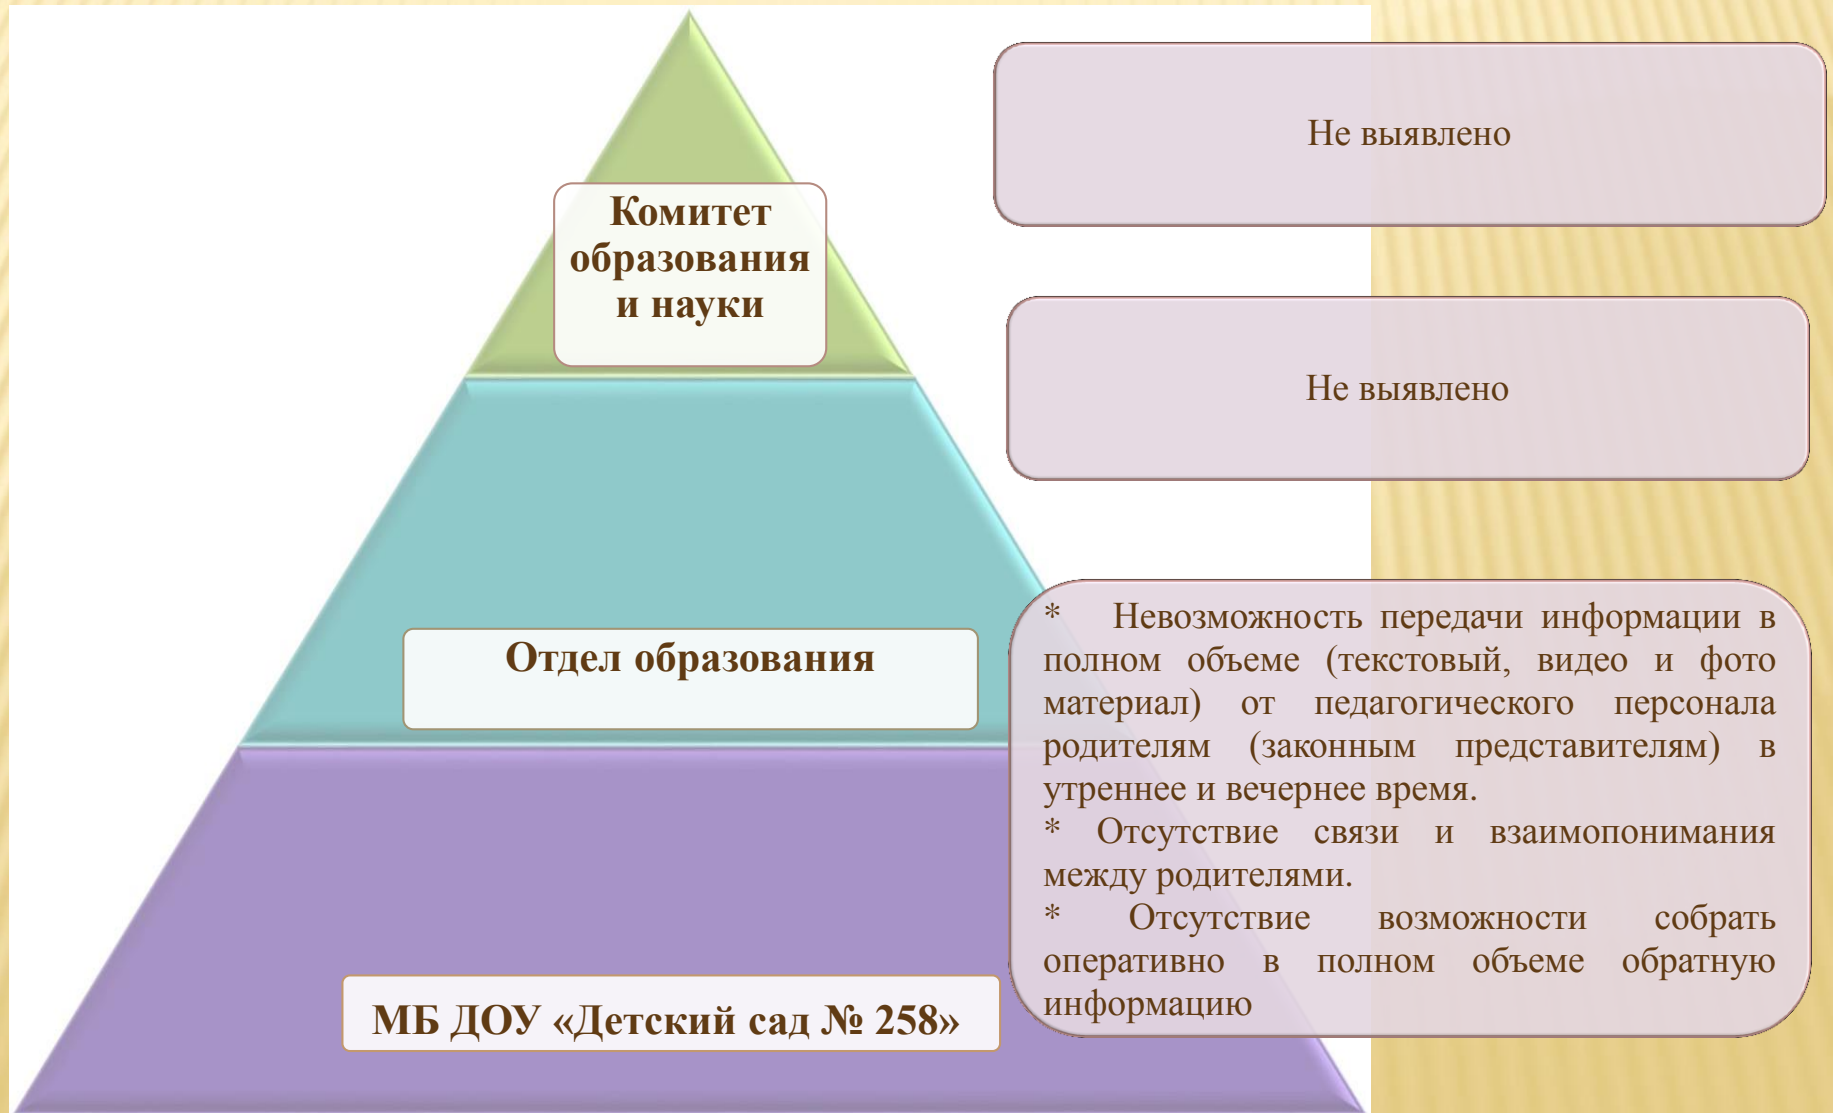 Не выявлено
Комитет
образования
и науки
Не выявлено
Отдел образования
* Невозможность передачи информации в
полном объеме (текстовый, видео и фото
материал) от педагогического персонала
родителям (законным представителям) в
утреннее и вечернее время.
* Отсутствие связи и взаимопонимания
между родителями.
* Отсутствие возможности собрать
оперативно в полном объеме обратную
информацию
МБ ДОУ «Детский сад № 258»